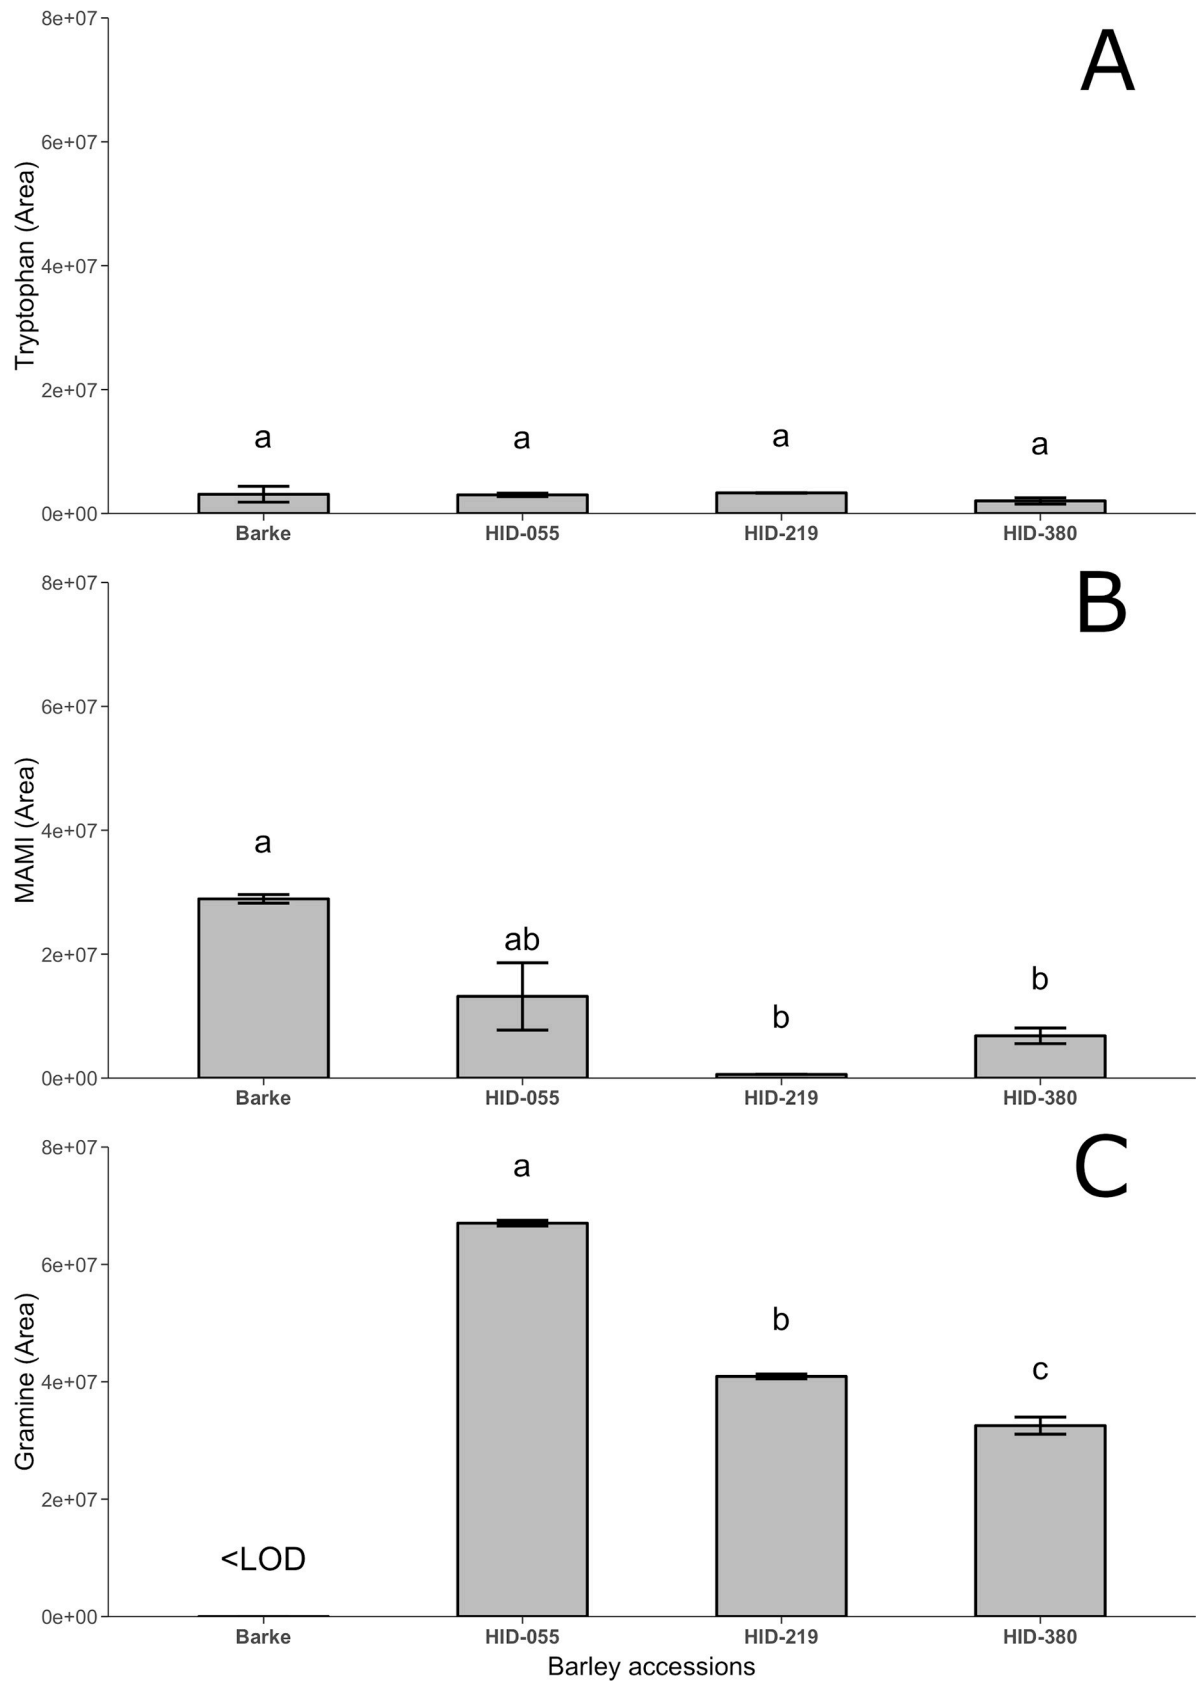 A
8e+07
6e+07
4e+07
2e+07
0e+00
Tryptophan (Area)
a a a a
Barke HID-055 HID-219 HID-380
B
8e+07
6e+07
4e+07
2e+07
0e+00
MAMI (Area)
a ab b b
Barke HID-055 HID-219 HID-380
C
8e+07
6e+07
4e+07
2e+07
0e+00
Gramine (Area)
<LOD a b c
Barke HID-055 HID-219 HID-380
Barley accessions